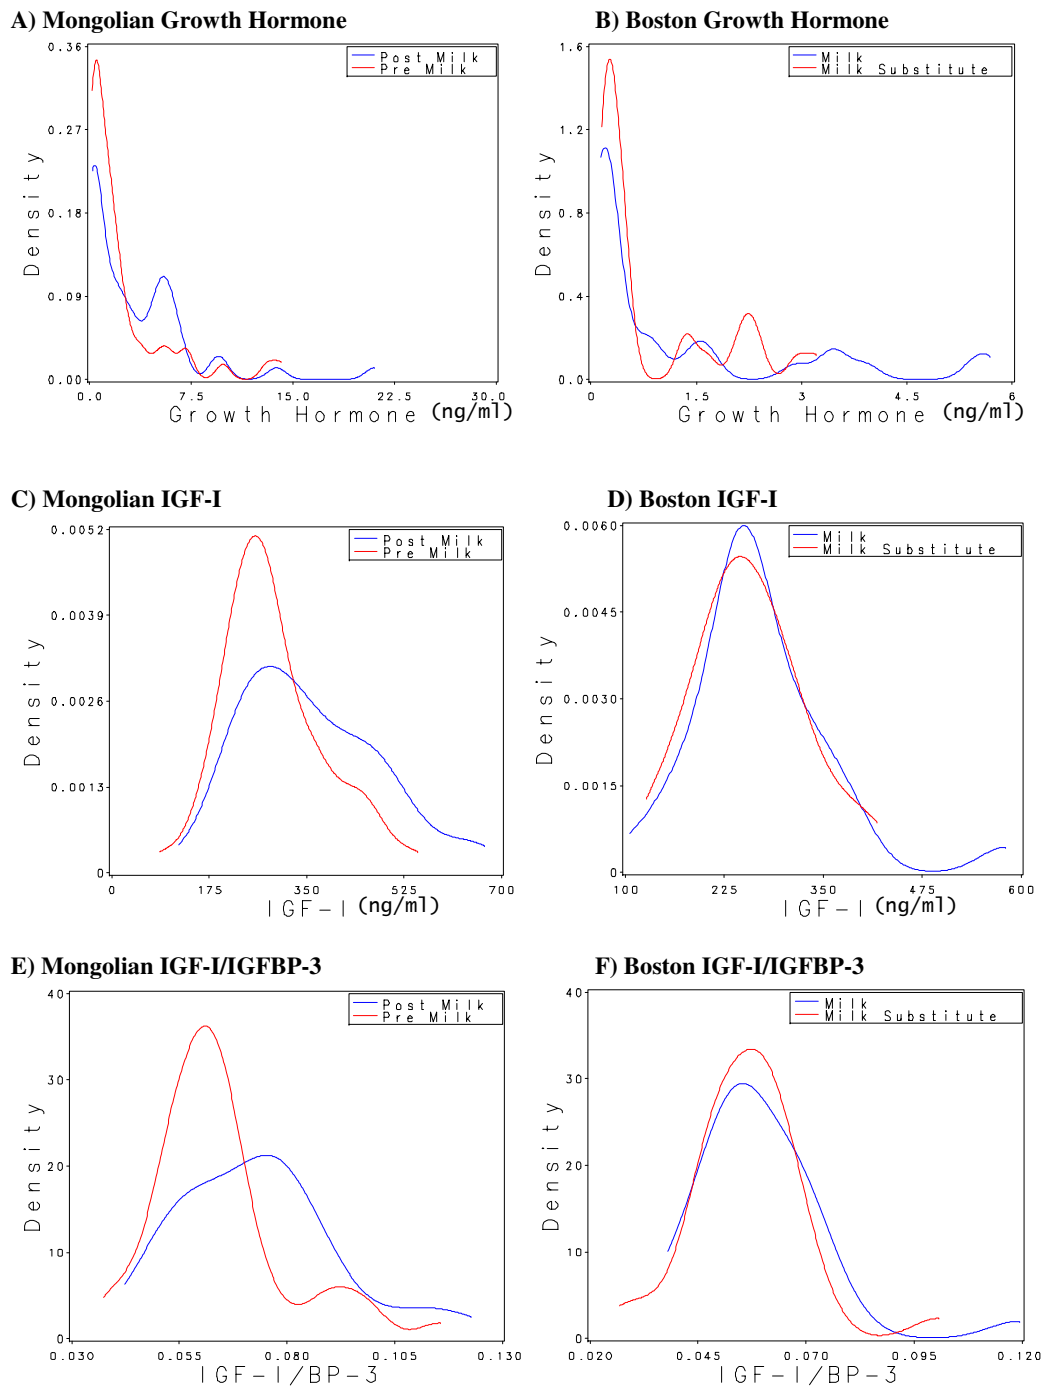 A) Mongolian Growth Hormone
0.36
0.27
0.18
0.09
0.00
Density
Post Milk
Pre Milk
0.0 7.5 15.0 22.5 30.0
Growth Hormone (ng/ml)
B) Boston Growth Hormone
1.6
1.2
0.8
0.4
0.0
Density
Milk
Milk Substitute
0 1.5 3 4.5 6
Growth Hormone (ng/ml)
C) Mongolian IGF-I
0.0052
0.0039
0.0026
0.0013
0
Density
Post Milk
Pre Milk
0 175 350 525 700
IGF-I (ng/ml)
D) Boston IGF-I
0.0060
0.0045
0.0030
0.0015
0
Density
Milk
Milk Substitute
100 225 350 475 600
IGF-I (ng/ml)
E) Mongolian IGF-I/IGFBP-3
40
30
20
10
0
Density
Post Milk
Pre Milk
0.030 0.055 0.080 0.105 0.130
IGF-I/BP-3
F) Boston IGF-I/IGFBP-3
40
30
20
10
0
Density
Milk
Milk Substitute
0.020 0.045 0.070 0.095 0.120
IGF-I/BP-3